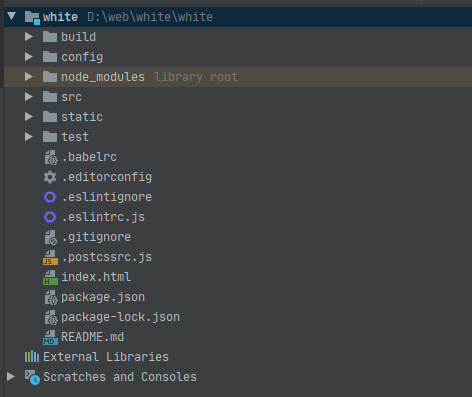 white D:\web\white\white
build
config
node_modules library root
src
static
test
.babelrc
.editorconfig
.eslintignore
.eslintrc.js
.gitignore
.postcssrc.js
index.html
package.json
package-lock.json
README.md
External Libraries
Scratches and Consoles